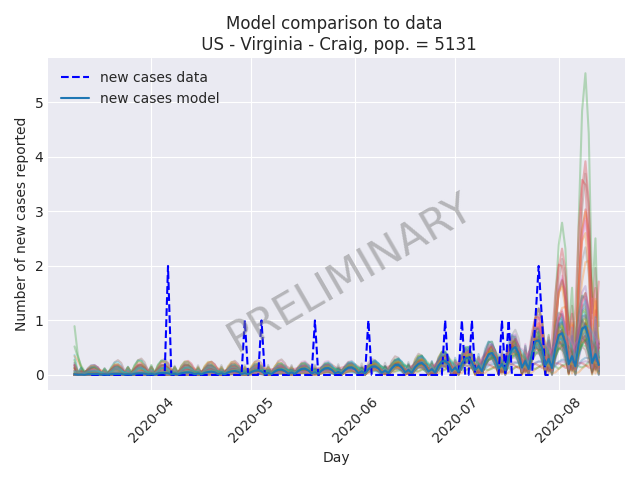 Model comparison to data
US - Virginia - Craig, pop. = 5131
new cases data
new cases model
Number of new cases reported
5
4
3
2
1
0
PRELIMINARY
2020-04
2020-05
2020-06
2020-07
2020-08
Day